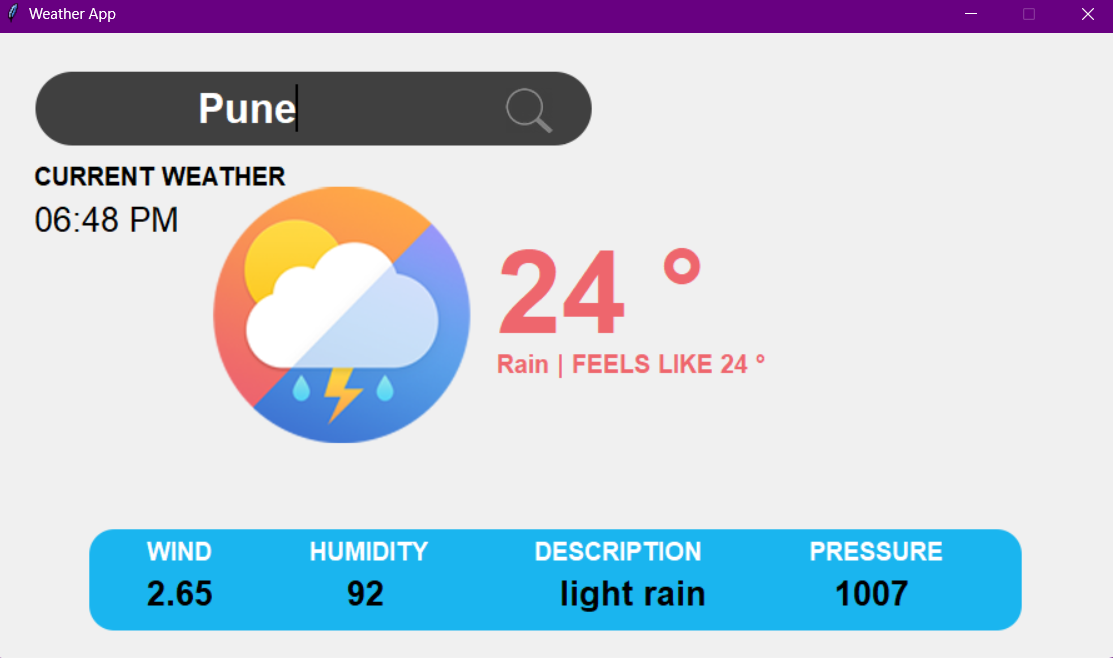 Weather App
Pune
CURRENT WEATHER
06:48 PM
24 °
Rain | FEELS LIKE 24 °
WIND HUMIDITY DESCRIPTION PRESSURE
2.65 92 light rain 1007